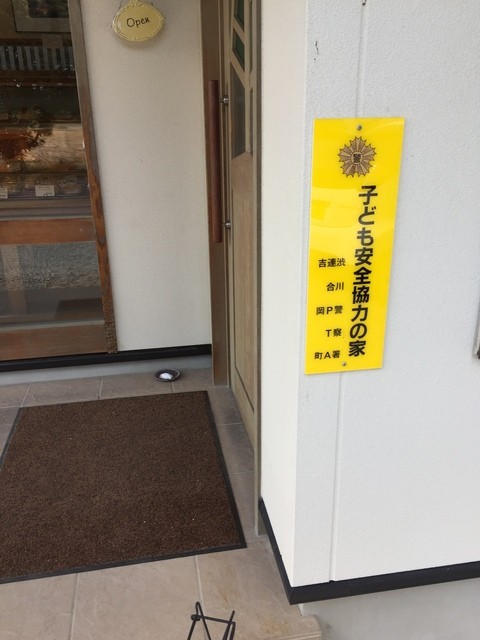 Open
警
子ども安全協力の家
渋川警察署
連合PTA
吉岡町